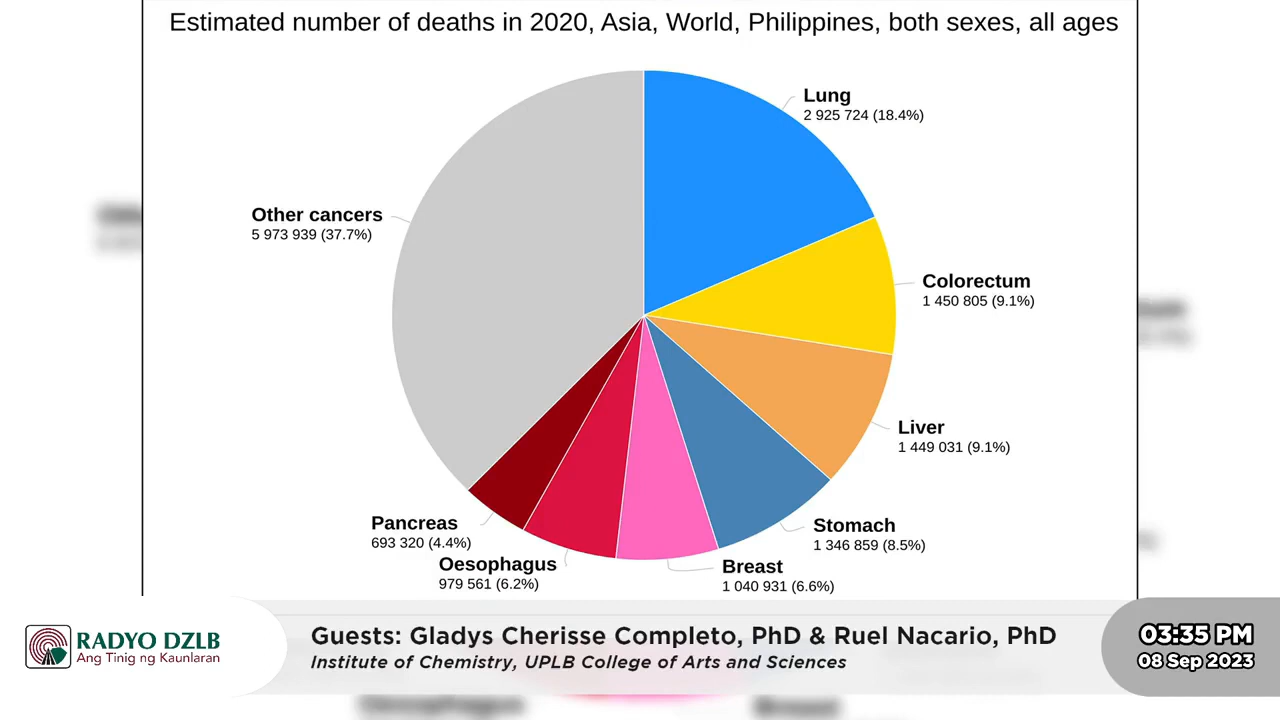 Estimated number of deaths in 2020, Asia, World, Philippines, both sexes, all ages
Lung
2 925 724 (18.4%)
Other cancers
5 973 939 (37.7%)
Colorectum
1 450 805 (9.1%)
Liver
1 449 031 (9.1%)
Stomach
1 346 859 (8.5%)
Pancreas
693 320 (4.4%)
Oesophagus
979 561 (6.2%)
Breast
1 040 931 (6.6%)
RADYO DZLB
Ang Tinig ng Kaunlaran
Guests: Gladys Cherisse Completo, PhD & Ruel Nacario, PhD
Institute of Chemistry, UPLB College of Arts and Sciences
03:35 PM
08 Sep 2023